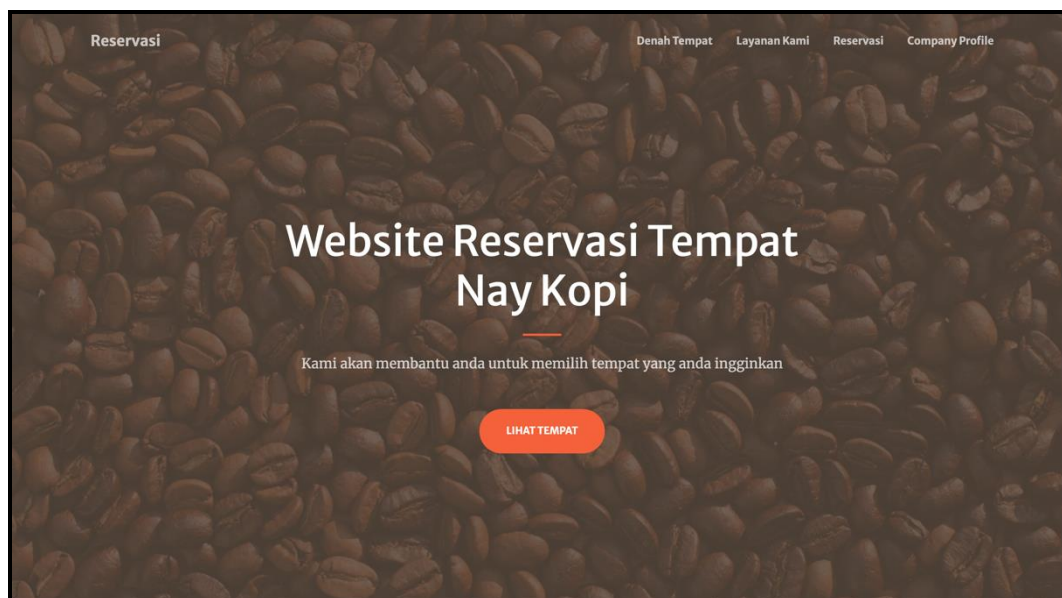 Reservasi
Denah Tempat Layanan Kami Reservasi Company Profile
Website Reservasi Tempat
Nay Kopi
Kami akan membantu anda untuk memilih tempat yang anda ingginkan
LIHAT TEMPAT